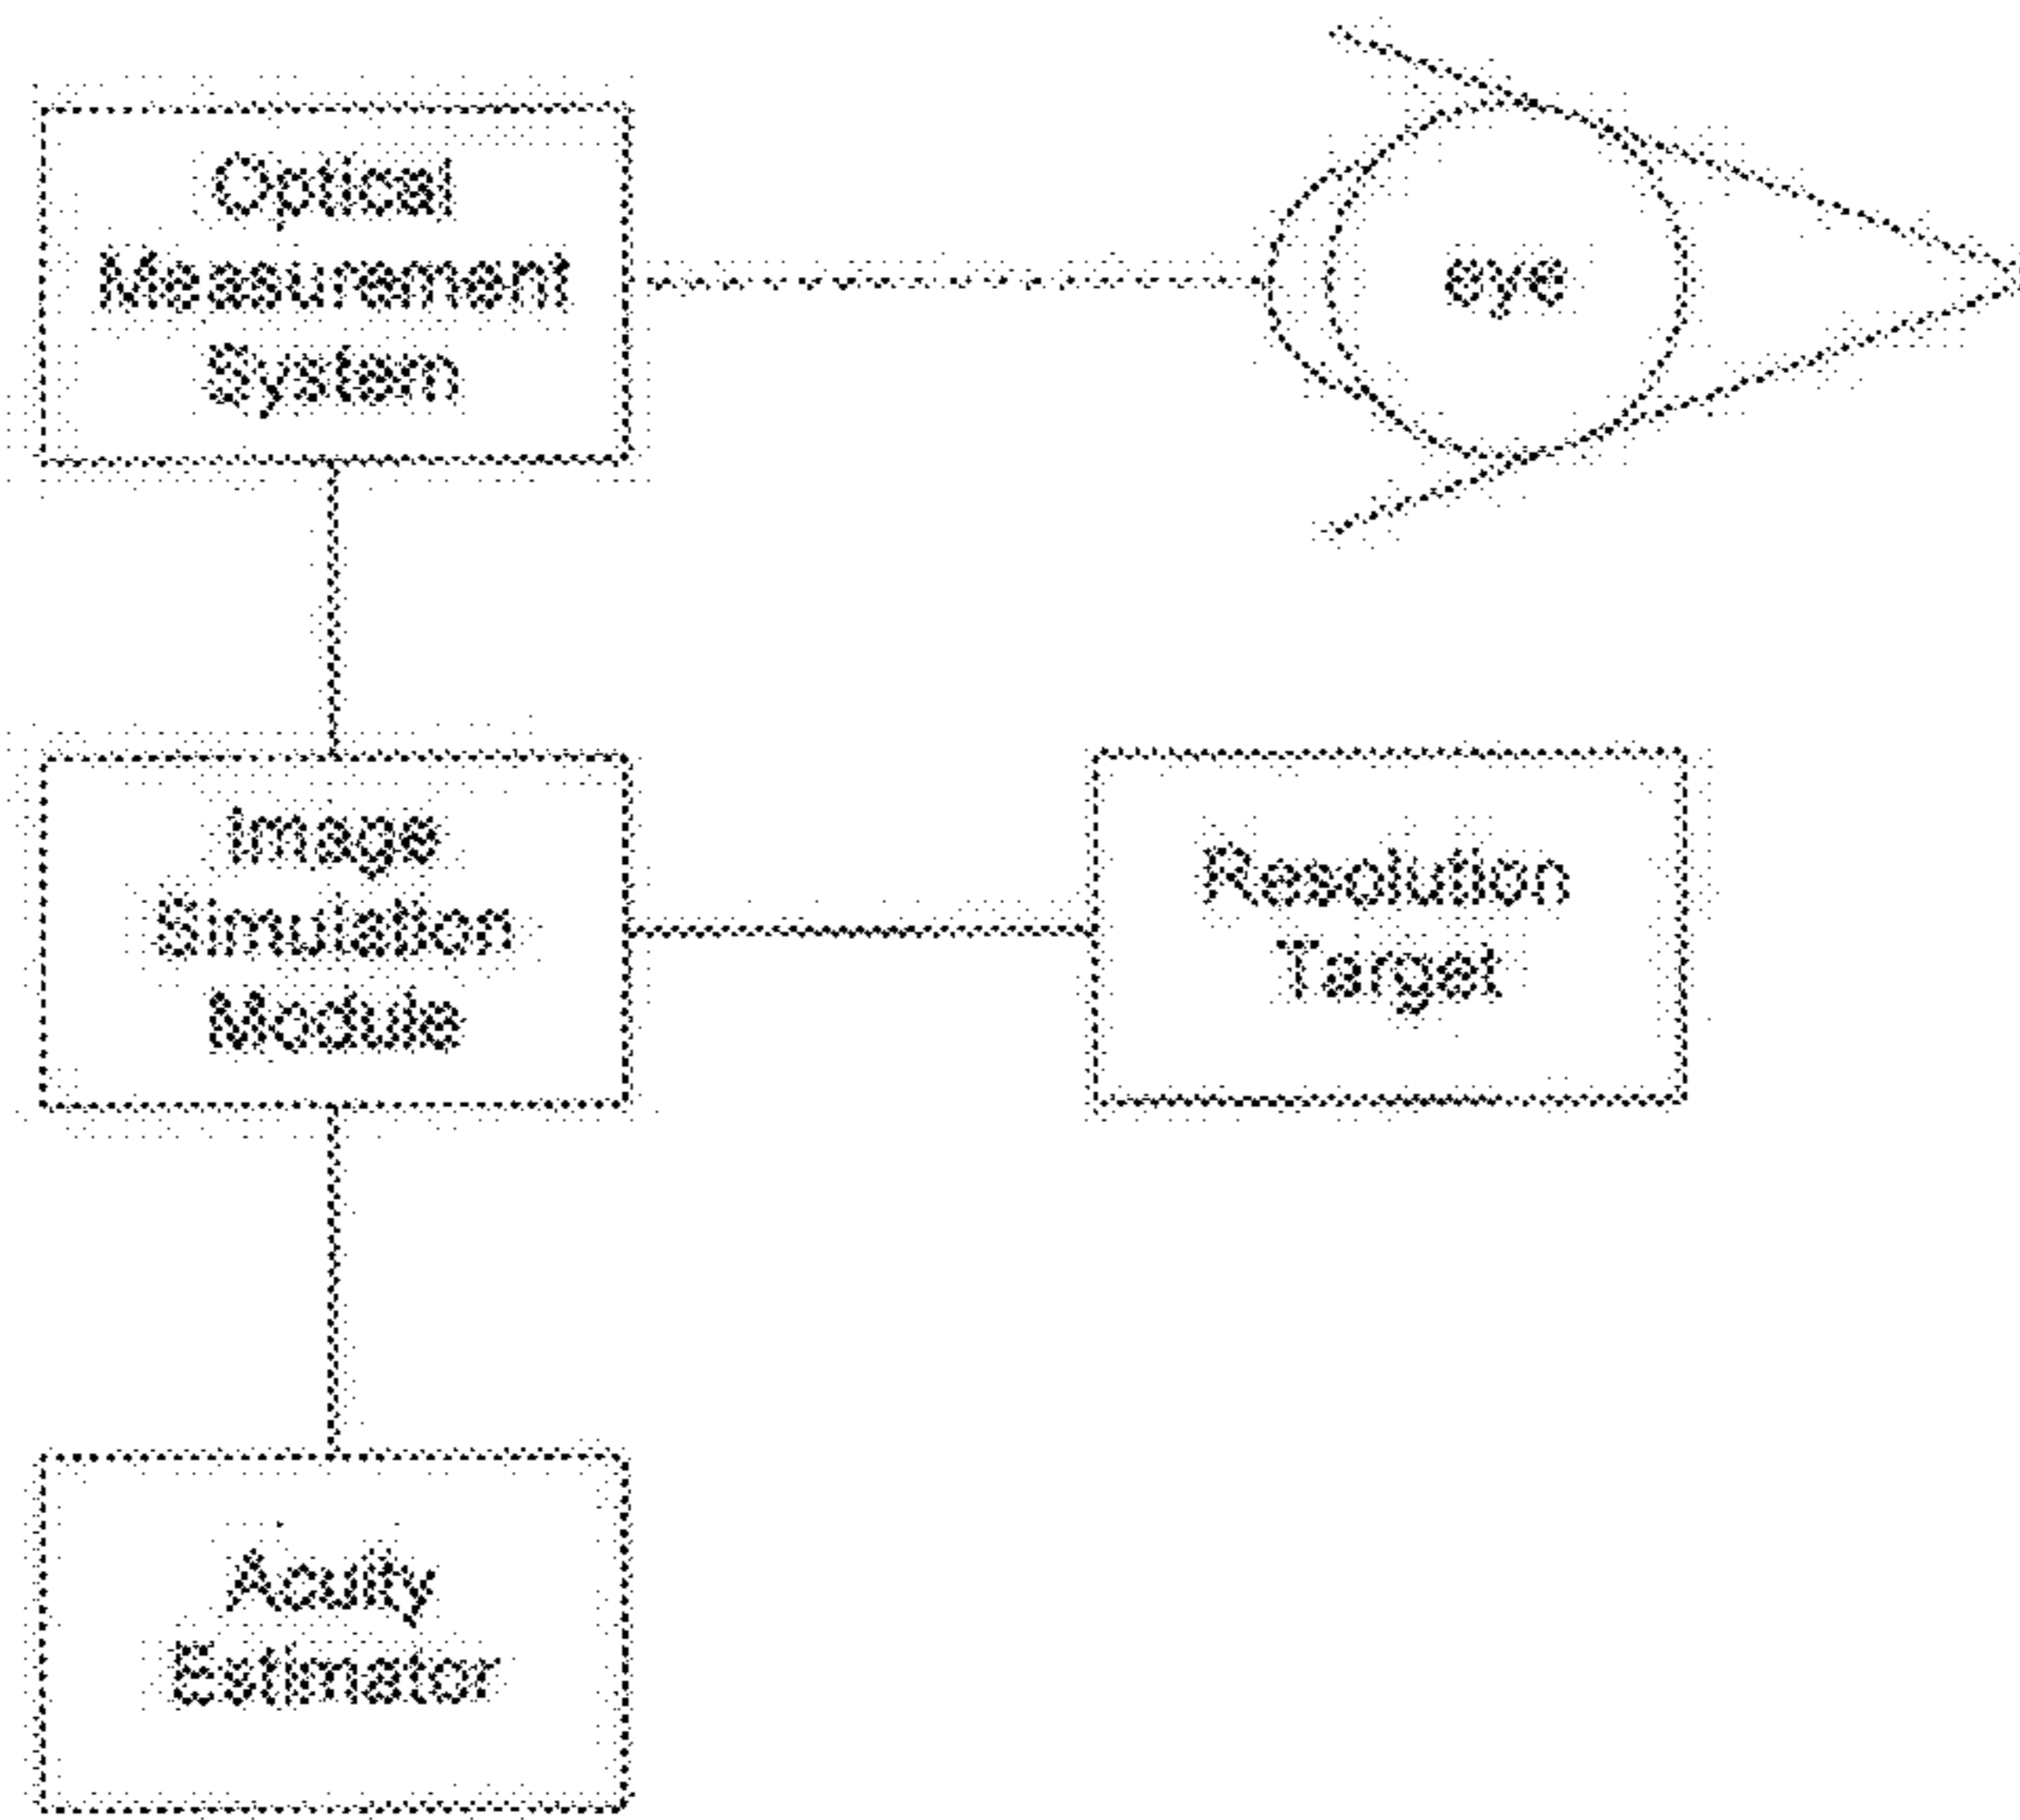 Optical
Measurement
System
eye
Image
Simulation
Module
Resolution
Target
Acuity
Estimator